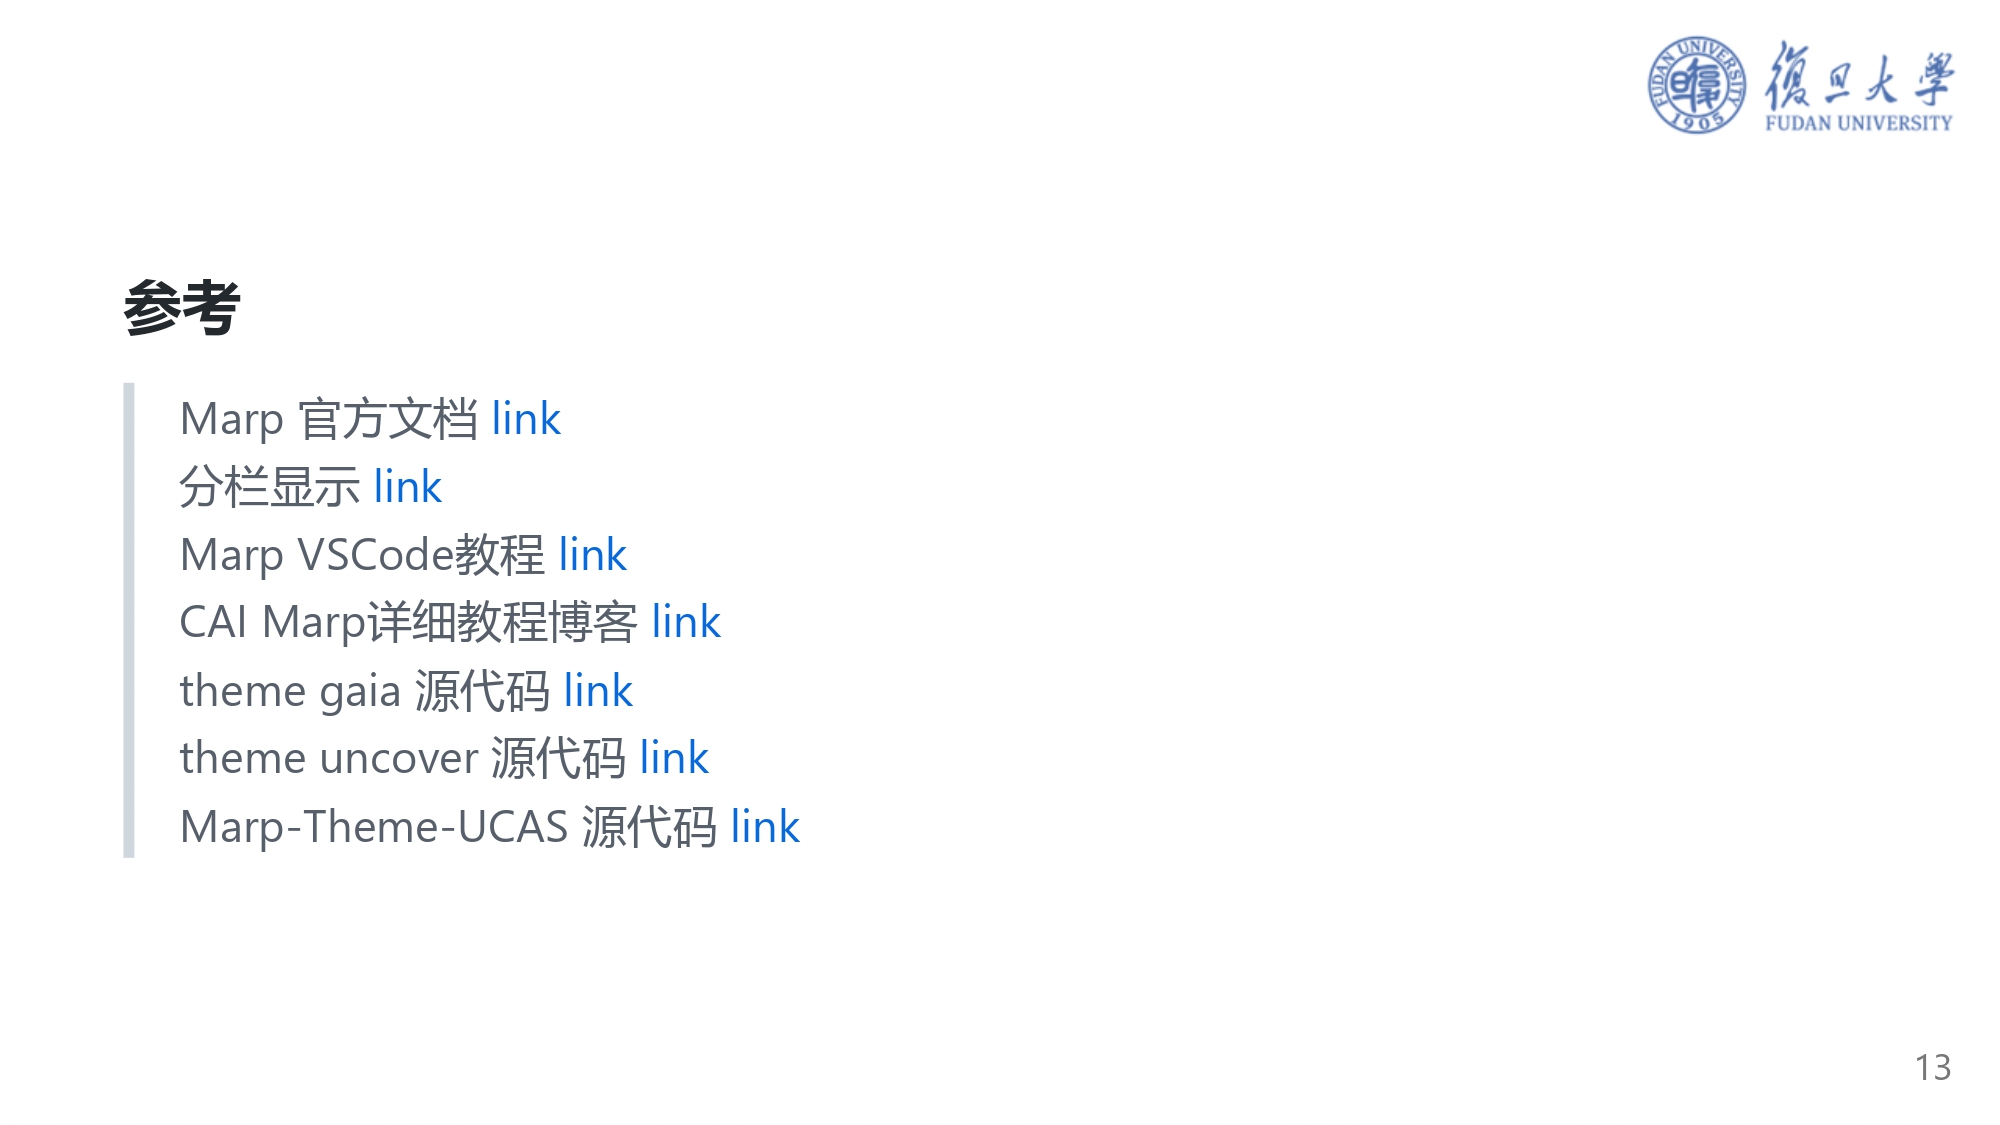 FUDAN UNIVERSITY
1905
復旦大學
FUDAN UNIVERSITY
参考
Marp 官方文档 link
分栏显示 link
Marp VSCode教程 link
CAI Marp详细教程博客 link
theme gaia 源代码 link
theme uncover 源代码 link
Marp-Theme-UCAS 源代码 link
13